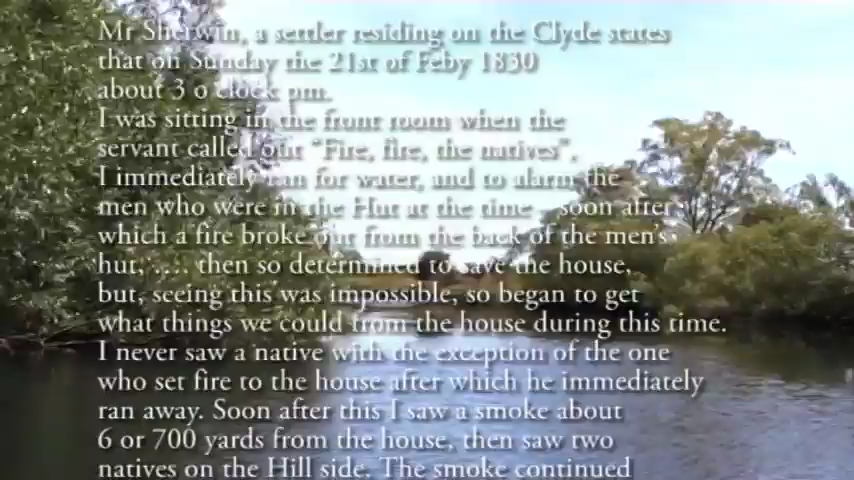 Mr Sherwin, a settler residing on the Clyde states
that on Sunday the 21st of Feby 1830
about 3 o clock pm.
I was sitting in the front room when the
servant called out “Fire, fire, the natives”.
I immediately ran for water, and to alarm the
men who were in the Hut at the time - soon after
which a fire broke out from the back of the men's
hut, .... then so determined to save the house,
but, seeing this was impossible, so began to get
what things we could from the house during this time.
I never saw a native with the exception of the one
who set fire to the house after which he immediately
ran away. Soon after this I saw a smoke about
6 or 700 yards from the house, then saw two
natives on the Hill side. The smoke continued